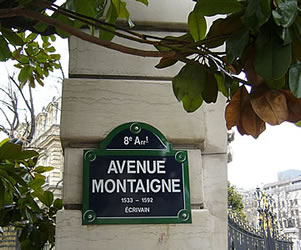 8e Arrt
AVENUE
MONTAIGNE
1533 – 1592
ÉCRIVAIN